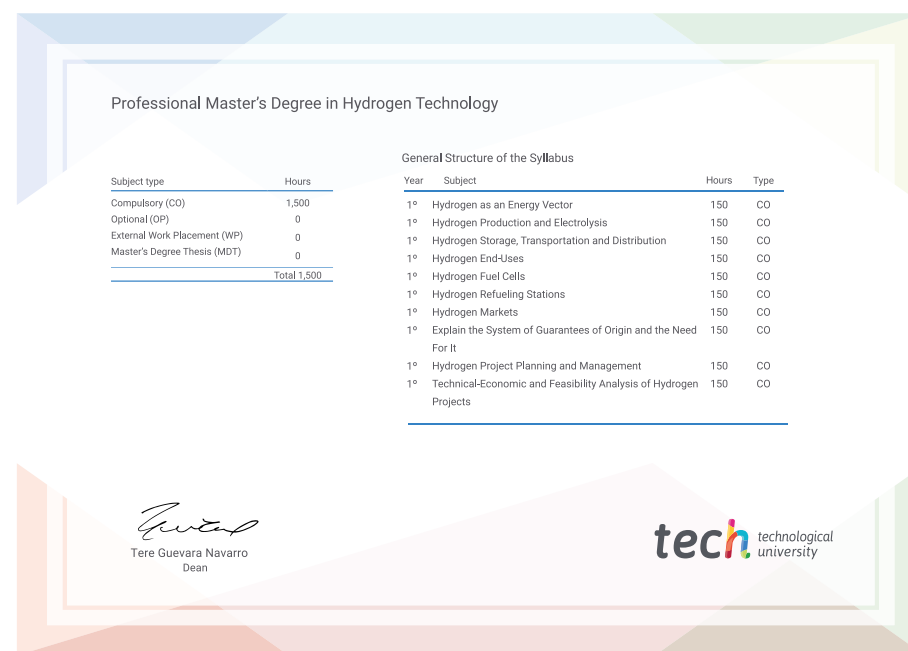 Professional Master's Degree in Hydrogen Technology
Subject type Hours
Compulsory (CO) 1,500
Optional (OP) 0
External Work Placement (WP) 0
Master's Degree Thesis (MDT) 0
Total 1,500
General Structure of the Syllabus
Year Subject Hours Type
1º Hydrogen as an Energy Vector 150 CO
1º Hydrogen Production and Electrolysis 150 CO
1º Hydrogen Storage, Transportation and Distribution 150 CO
1º Hydrogen End-Uses 150 CO
1º Hydrogen Fuel Cells 150 CO
1º Hydrogen Refueling Stations 150 CO
1º Hydrogen Markets 150 CO
1º Explain the System of Guarantees of Origin and the Need 150 CO
For It
1º Hydrogen Project Planning and Management 150 CO
1º Technical-Economic and Feasibility Analysis of Hydrogen 150 CO
Projects
Tere Guevara Navarro
Dean
tech technological
university